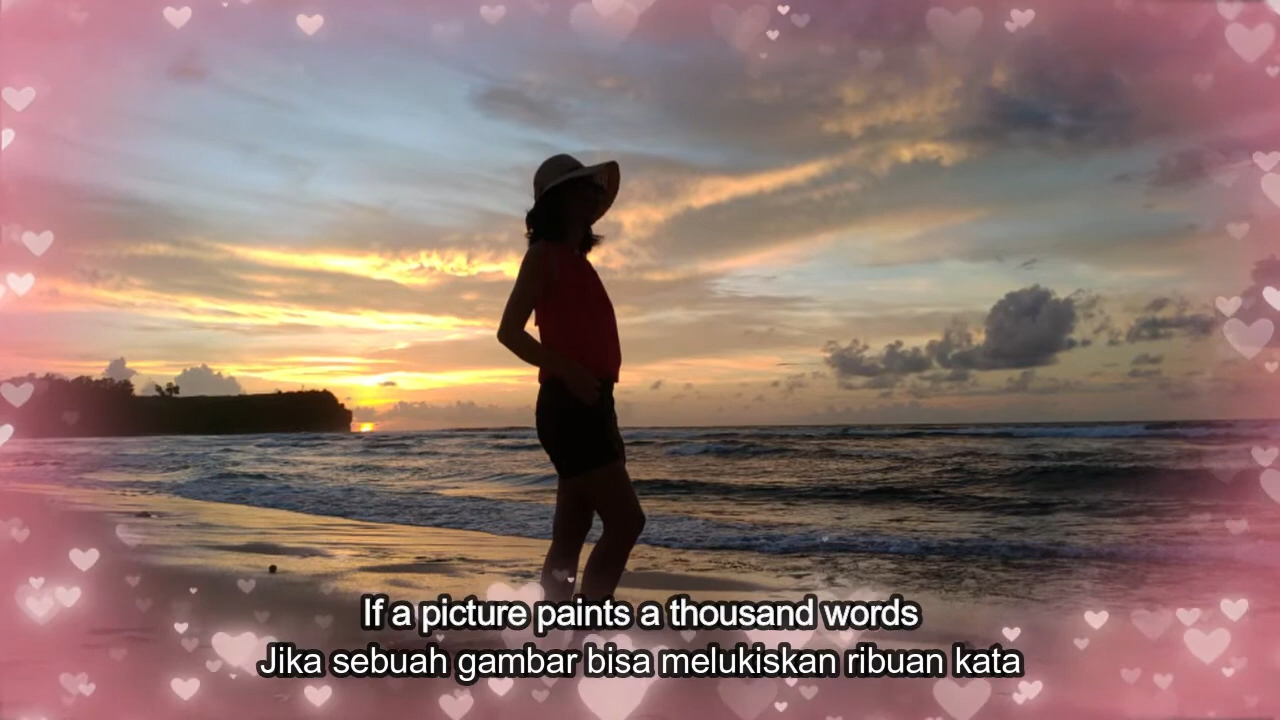 If a picture paints a thousand words
Jika sebuah gambar bisa melukiskan ribuan kata